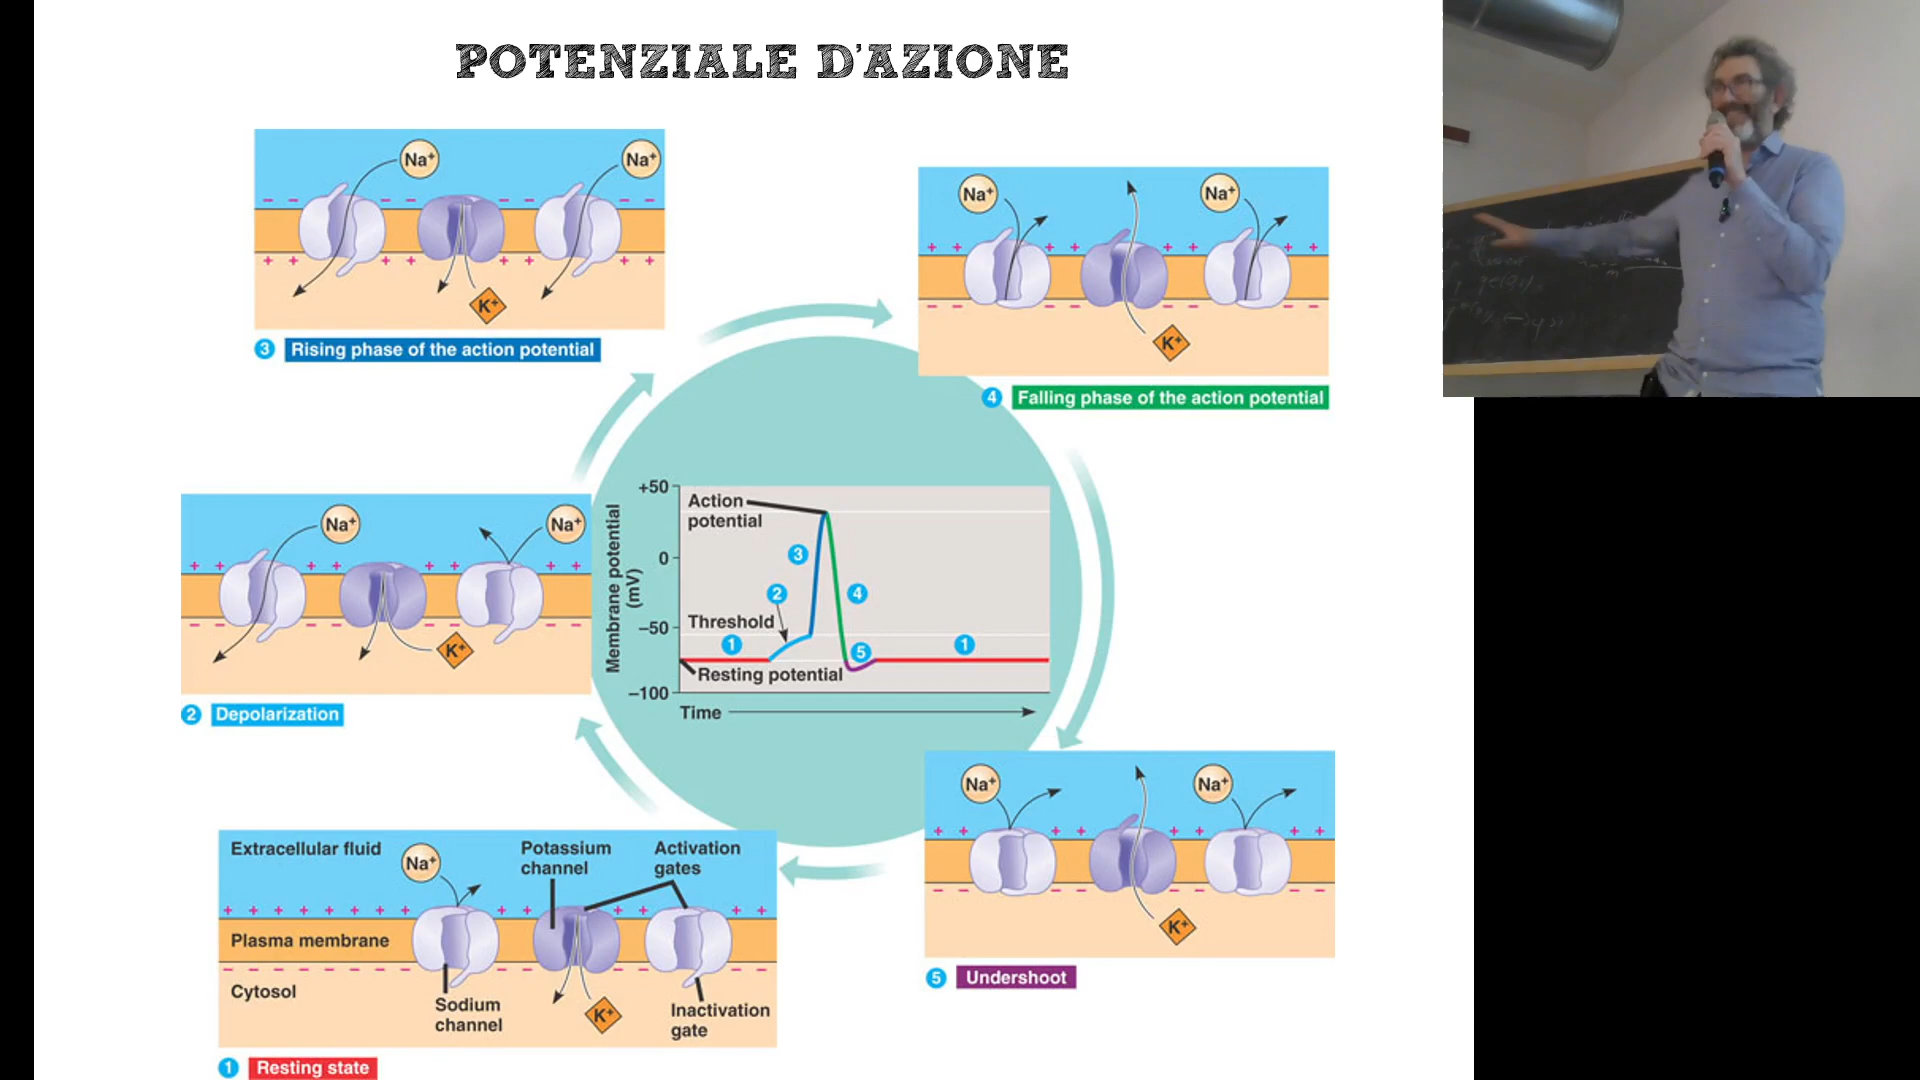 POTENZIALE D'AZIONE
Na⁺
Na⁺
K⁺
3 Rising phase of the action potential
Na⁺
Na⁺
K⁺
4 Falling phase of the action potential
Na⁺
Na⁺
K⁺
2 Depolarization
Membrane potential
(mV)
+50
0
–50
–100
Action
potential
3
2
4
Threshold
1
5
1
Resting potential
Time
Na⁺
Na⁺
K⁺
5 Undershoot
Extracellular fluid
Na⁺
Potassium
channel
Activation
gates
Plasma membrane
Cytosol
Sodium
channel
K⁺
Inactivation
gate
1 Resting state